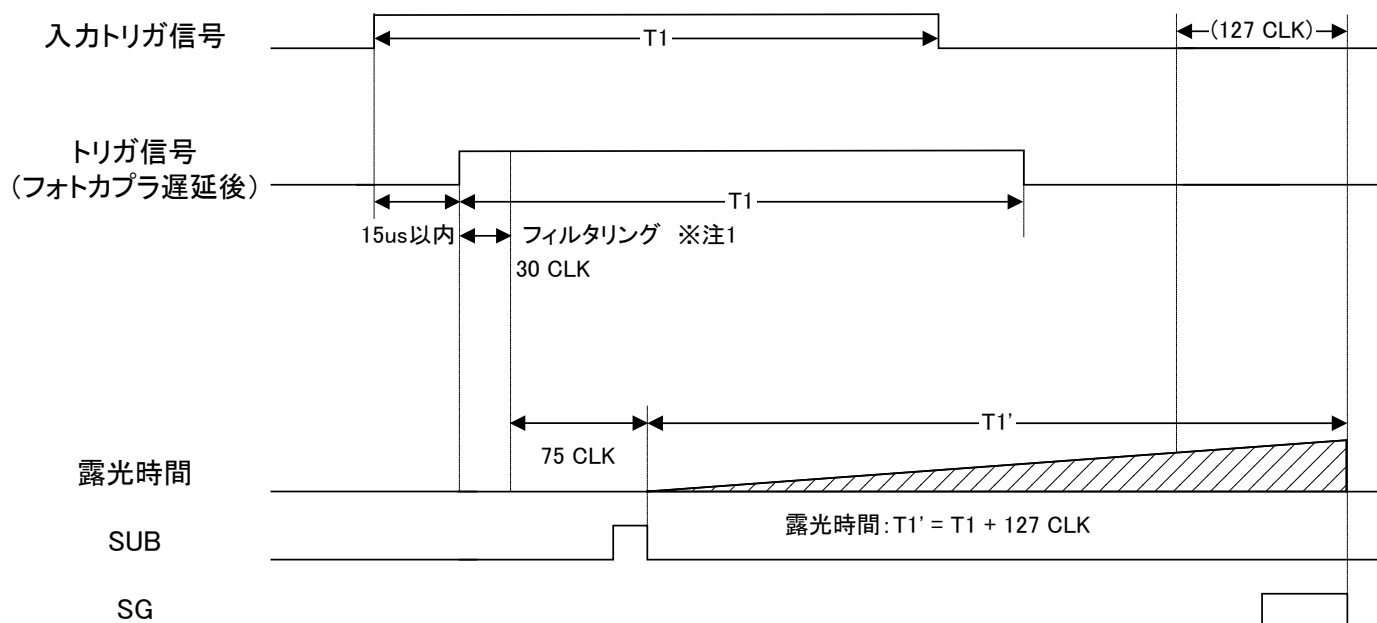 入力トリガ信号
T1
(127 CLK)
トリガ信号
(フォトカプラ遅延後)
T1
15us以内
フィルタリング ※注1
30 CLK
T1'
75 CLK
露光時間
露光時間:T1' = T1 + 127 CLK
SUB
SG